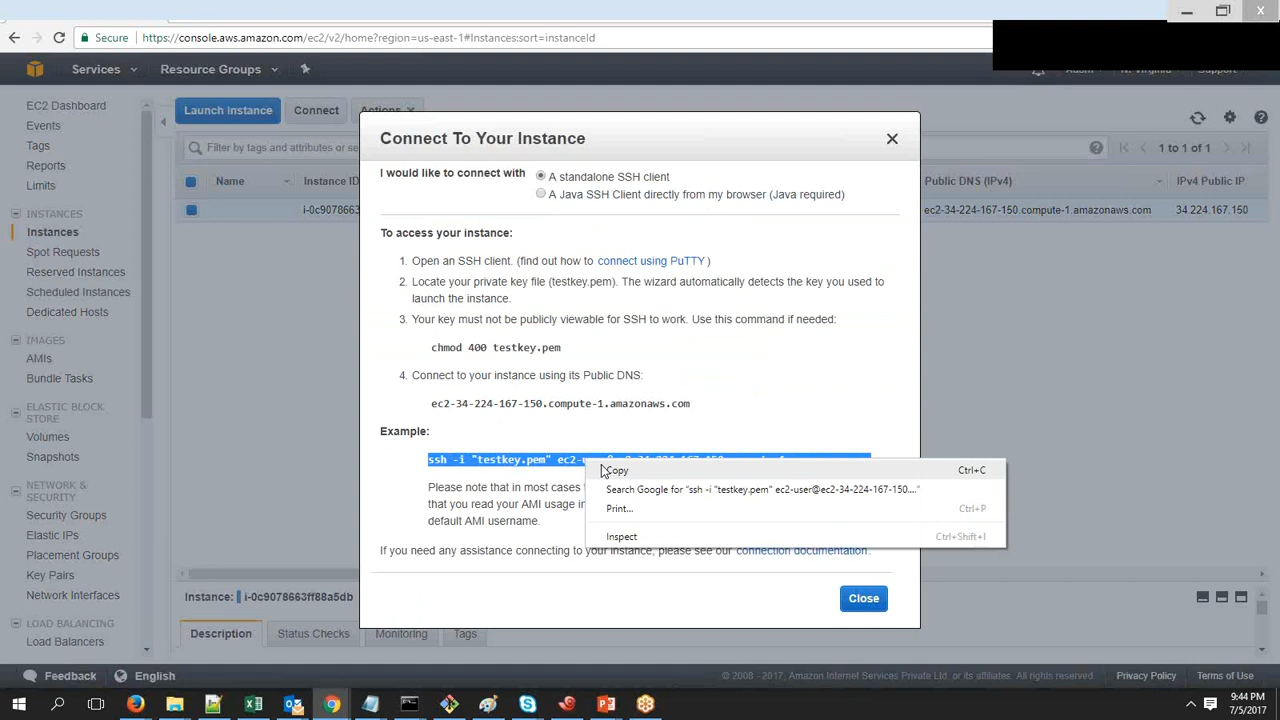 Secure https://console.aws.amazon.com/ec2/v2/home?region=us-east-1#Instances:sort=instanceId
Services Resource Groups Support
EC2 Dashboard
Events
Tags
Reports
Limits
INSTANCES
Instances
Spot Requests
Reserved Instances
Scheduled Instances
Dedicated Hosts
IMAGES
AMIs
Bundle Tasks
ELASTIC BLOCK
STORE
Volumes
Snapshots
NETWORK &
SECURITY
Security Groups
Elastic IPs
Placement Groups
Key Pairs
Network Interfaces
LOAD BALANCING
Load Balancers
Launch Instance Connect Actions
Filter by tags and attributes or se
1 to 1 of 1
Name Instance ID Public DNS (IPv4) IPv4 Public IP
i-0c9078663 ec2-34-224-167-150.compute-1.amazonaws.com 34.224.167.150
Connect To Your Instance
I would like to connect with
A standalone SSH client
A Java SSH Client directly from my browser (Java required)
To access your instance:
1. Open an SSH client. (find out how to connect using PuTTY )
2. Locate your private key file (testkey.pem). The wizard automatically detects the key you used to
launch the instance.
3. Your key must not be publicly viewable for SSH to work. Use this command if needed:
chmod 400 testkey.pem
4. Connect to your instance using its Public DNS:
ec2-34-224-167-150.compute-1.amazonaws.com
Example:
ssh -i "testkey.pem" ec2-
Please note that in most cases
that you read your AMI usage in
default AMI username.
If you need any assistance connecting to your instance, please see our connection documentation.
Close
Copy Ctrl+C
Search Google for "ssh -i "testkey.pem" ec2-user@ec2-34-224-167-150...."
Print... Ctrl+P
Inspect Ctrl+Shift+I
Instance: i-0c9078663ff88a5db
Description Status Checks Monitoring Tags
Feedback English © 2008 - 2017, Amazon Internet Services Private Ltd. or its affiliates. All rights reserved. Privacy Policy Terms of Use
9:44 PM
7/5/2017